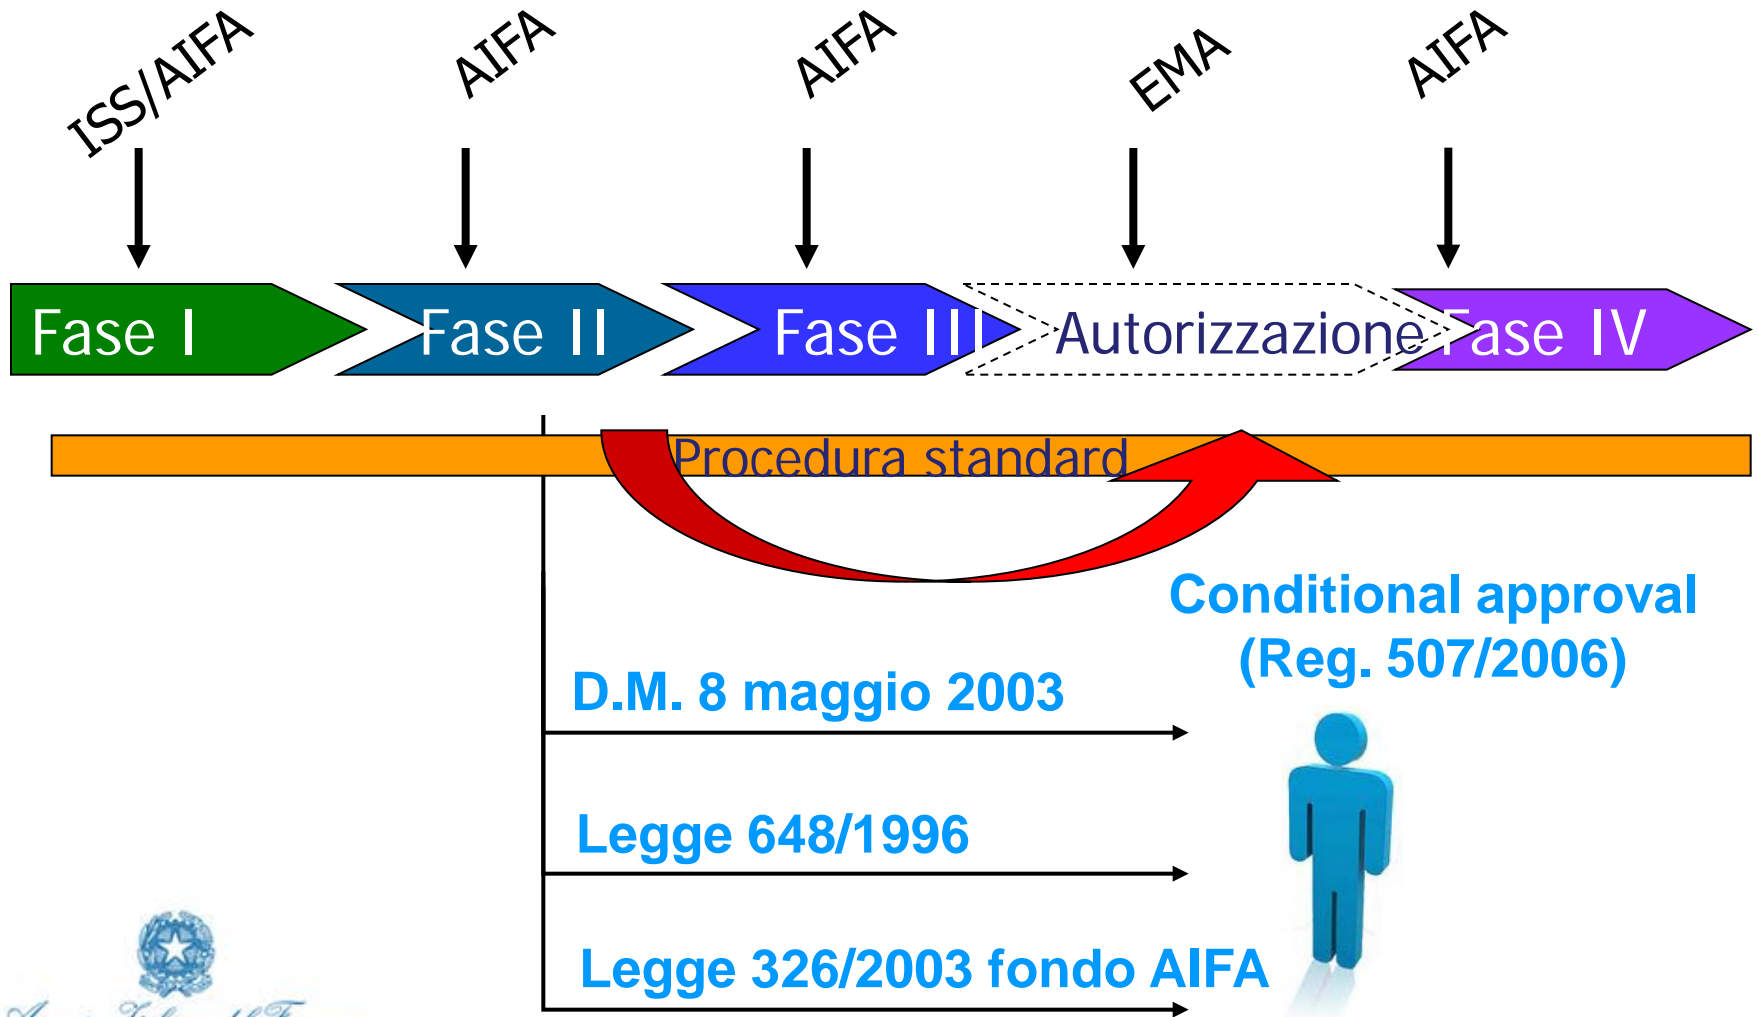 ISS/AIFA
AIFA
AIFA
EMA
AIFA
Fase I
Fase II
Fase III
Autorizzazione
Fase IV
Procedura standard
Conditional approval
(Reg. 507/2006)
D.M. 8 maggio 2003
Legge 648/1996
Legge 326/2003 fondo AIFA